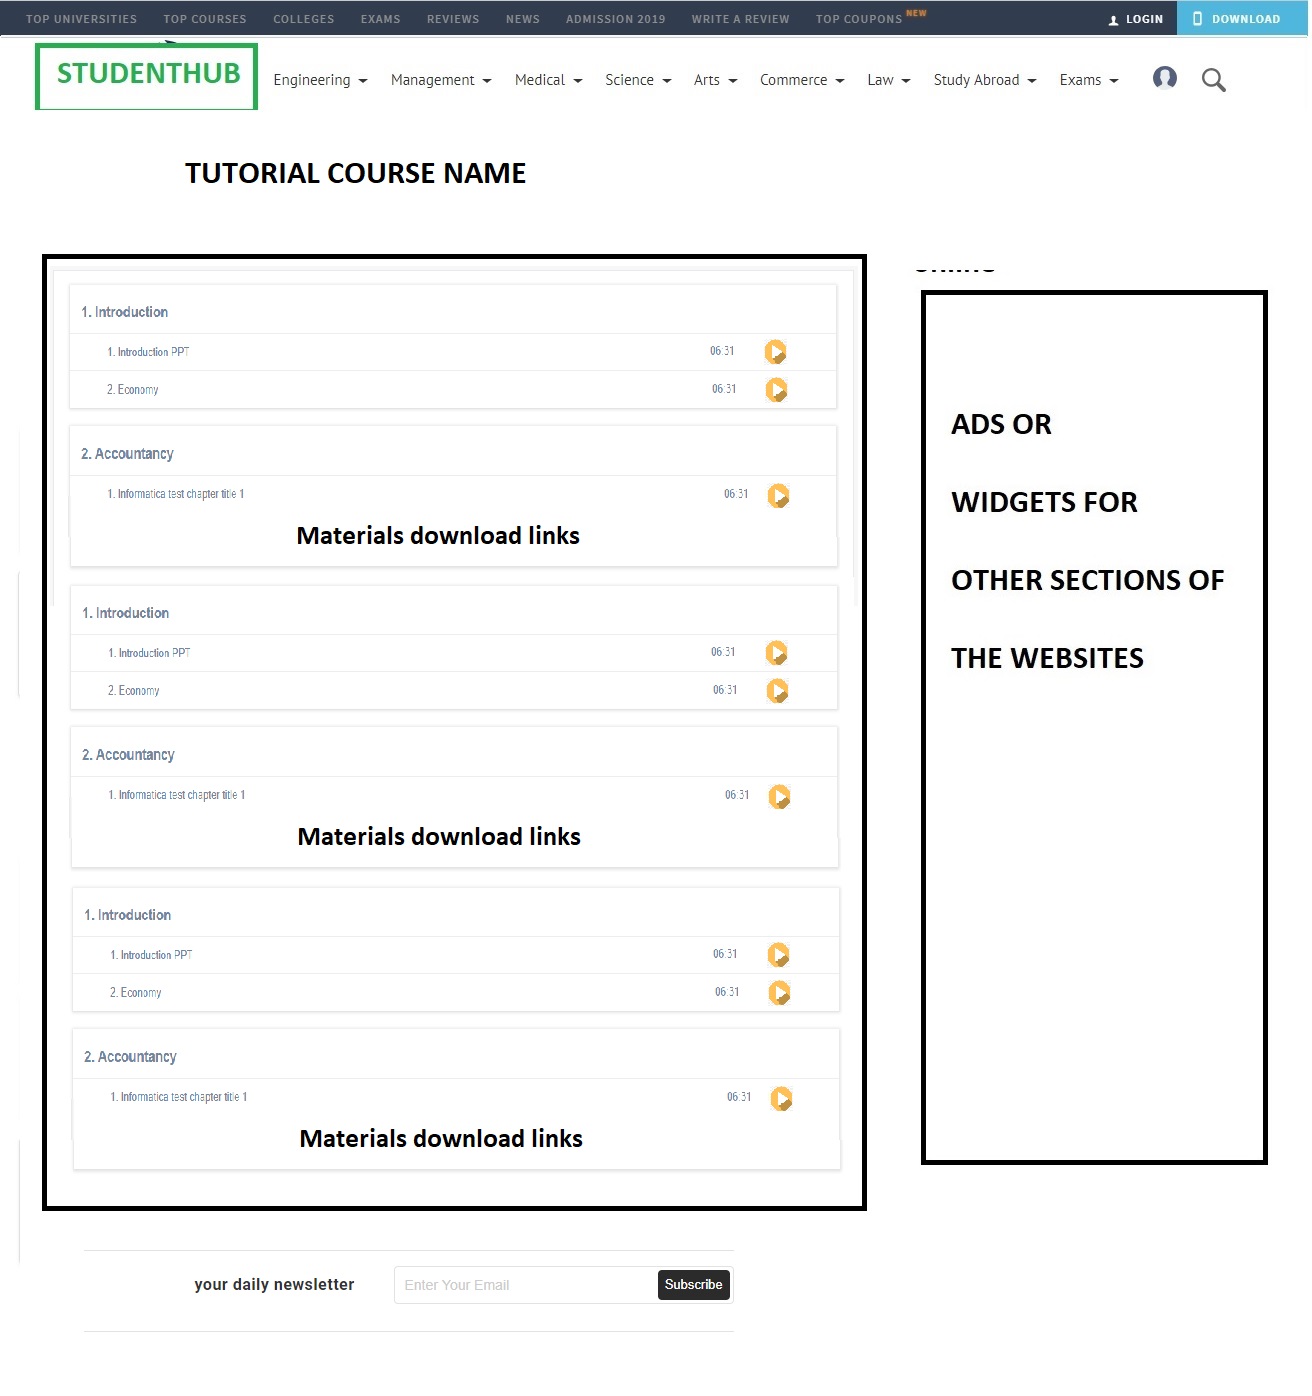 TOP UNIVERSITIES TOP COURSES COLLEGES EXAMS REVIEWS NEWS ADMISSION 2019 WRITE A REVIEW TOP COUPONS NEW LOGIN DOWNLOAD
STUDENTHUB
Engineering Management Medical Science Arts Commerce Law Study Abroad Exams
TUTORIAL COURSE NAME
1. Introduction
1. Introduction PPT 06:31
2. Economy 06:31
2. Accountancy
1. Informatica test chapter title 1 06:31
Materials download links
1. Introduction
1. Introduction PPT 06:31
2. Economy 06:31
2. Accountancy
1. Informatica test chapter title 1 06:31
Materials download links
1. Introduction
1. Introduction PPT 06:31
2. Economy 06:31
2. Accountancy
1. Informatica test chapter title 1 06:31
Materials download links
ADS OR
WIDGETS FOR
OTHER SECTIONS OF
THE WEBSITES
your daily newsletter Enter Your Email Subscribe